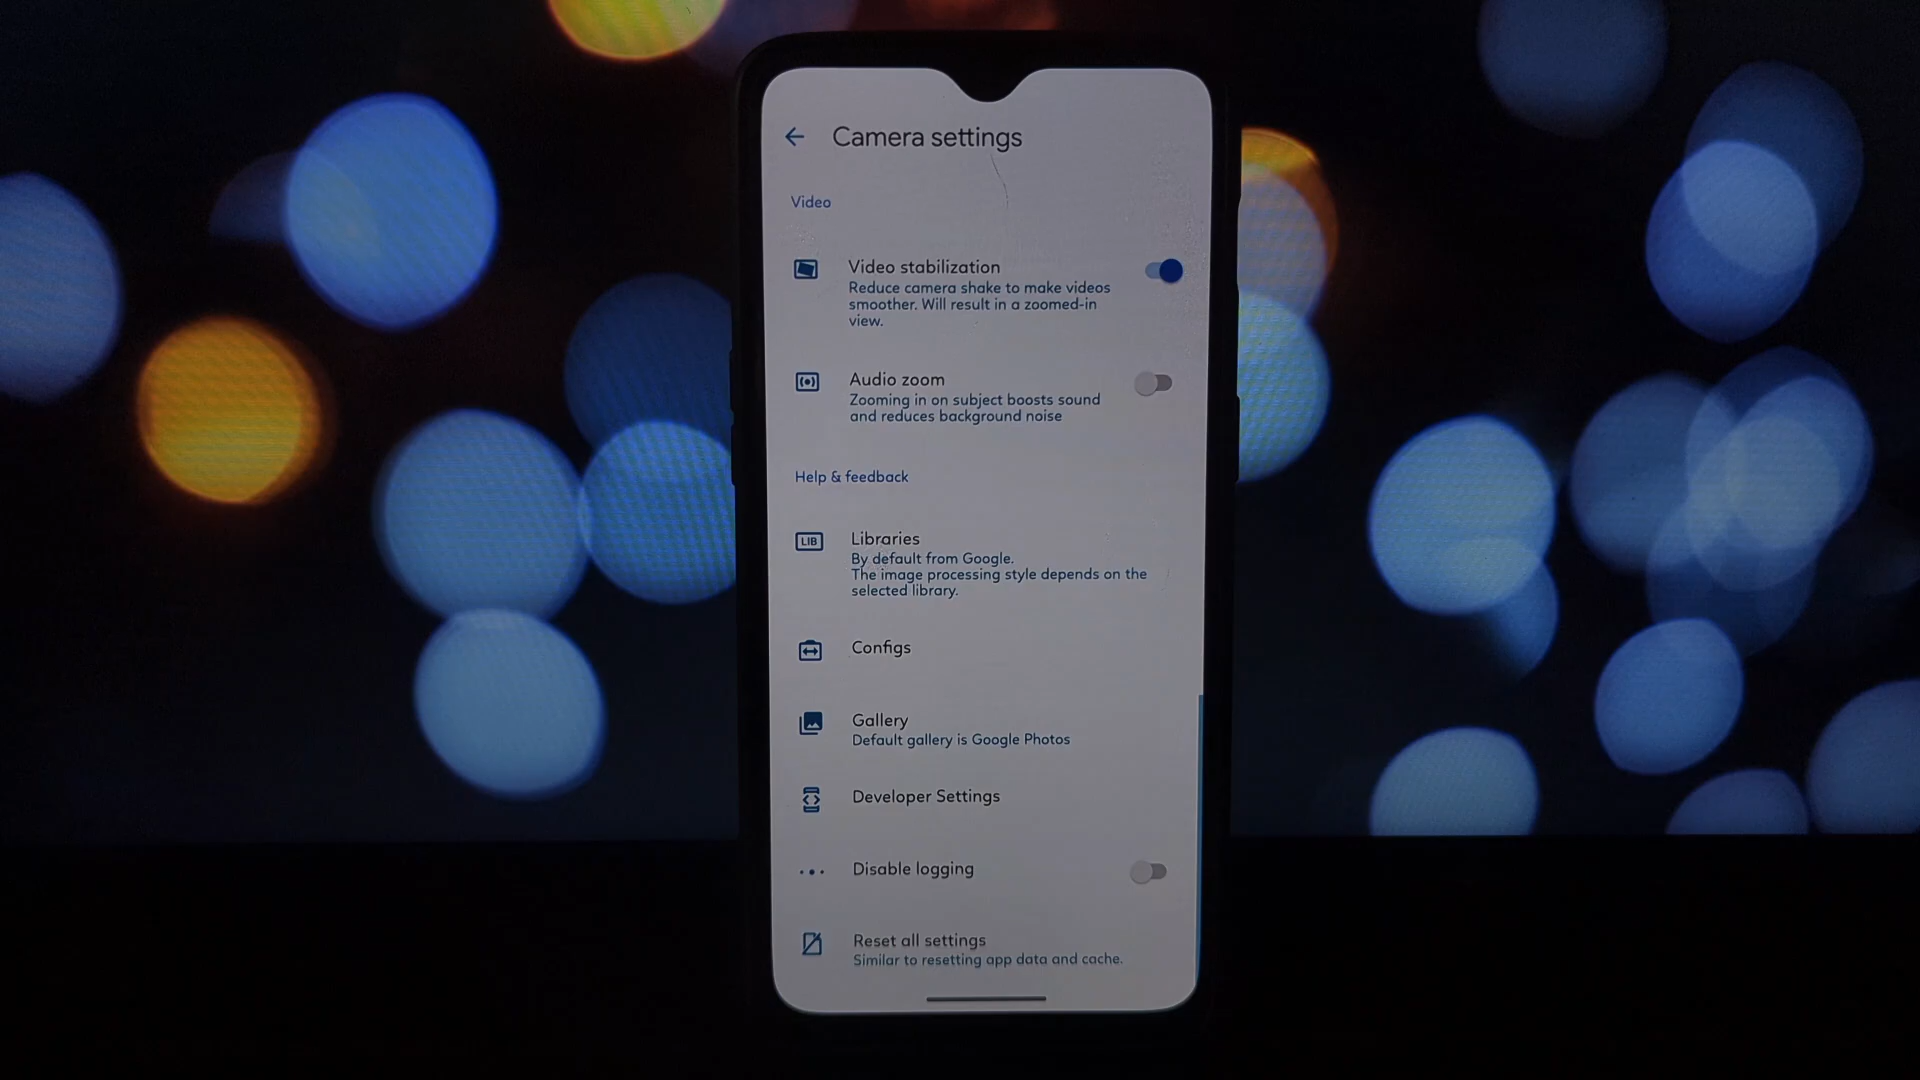 Camera settings
Video
Video stabilization
Reduce camera shake to make videos
smoother. Will result in a zoomed-in
view.
Audio zoom
Zooming in on subject boosts sound
and reduces background noise
Help & feedback
LIB
Libraries
By default from Google.
The image processing style depends on the
selected library.
Configs
Gallery
Default gallery is Google Photos
Developer Settings
Disable logging
Reset all settings
Similar to resetting app data and cache.